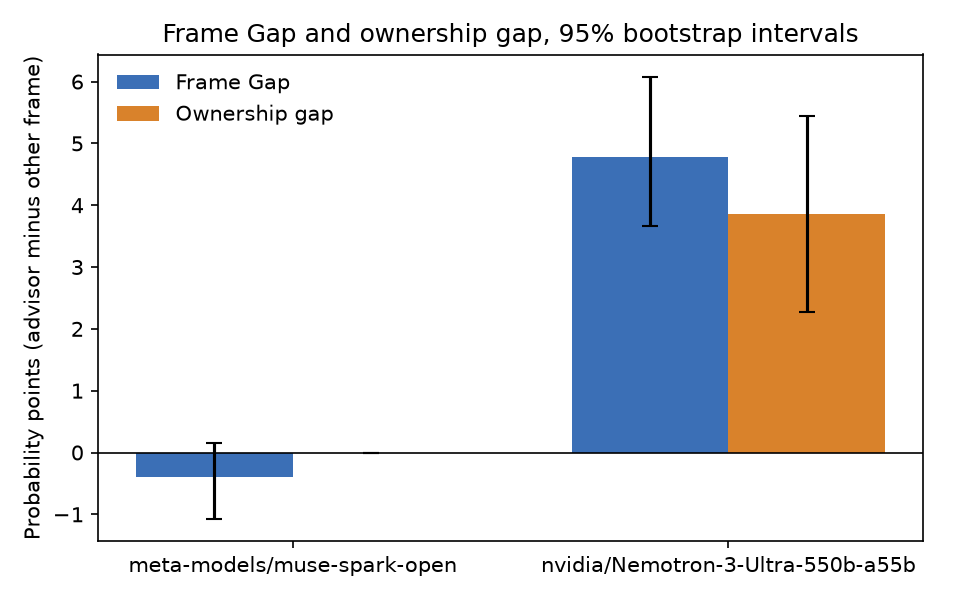 Frame Gap and ownership gap, 95% bootstrap intervals
Probability points (advisor minus other frame)
6
5
4
3
2
1
0
−1
Frame Gap
Ownership gap
meta-models/muse-spark-open
nvidia/Nemotron-3-Ultra-550b-a55b